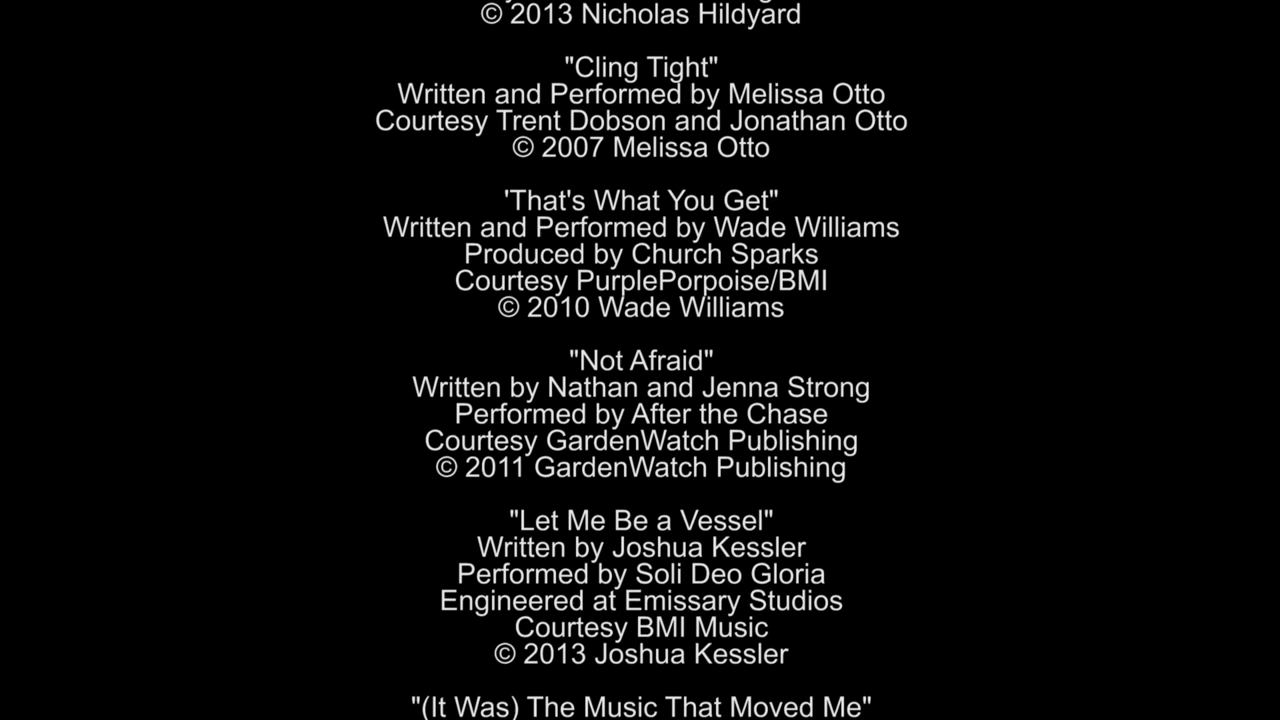 © 2013 Nicholas Hildyard
"Cling Tight"
Written and Performed by Melissa Otto
Courtesy Trent Dobson and Jonathan Otto
© 2007 Melissa Otto
'That's What You Get"
Written and Performed by Wade Williams
Produced by Church Sparks
Courtesy PurplePorpoise/BMI
© 2010 Wade Williams
"Not Afraid"
Written by Nathan and Jenna Strong
Performed by After the Chase
Courtesy GardenWatch Publishing
© 2011 GardenWatch Publishing
"Let Me Be a Vessel"
Written by Joshua Kessler
Performed by Soli Deo Gloria
Engineered at Emissary Studios
Courtesy BMI Music
© 2013 Joshua Kessler
"(It Was) The Music That Moved Me"